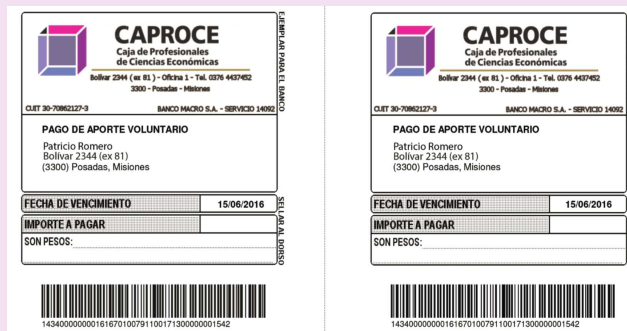 CAPROCE
Caja de Profesionales
de Ciencias Económicas
Bolívar 2344 ( ex 81 ) - Oficina 1 - Tel. 0376 4437452
3300 - Posadas - Misiones
CUIT 30-70862127-3 BANCO MACRO S.A. - SERVICIO 14092
PAGO DE APORTE VOLUNTARIO
Patricio Romero
Bolívar 2344 (ex 81)
(3300) Posadas, Misiones
FECHA DE VENCIMIENTO 15/06/2016
IMPORTE A PAGAR
SON PESOS:
EJEMPLAR PARA EL BANCO
SELLAR AL DORSO
143400000000161670100791100171300000001542
CAPROCE
Caja de Profesionales
de Ciencias Económicas
Bolívar 2344 ( ex 81 ) - Oficina 1 - Tel. 0376 4437452
3300 - Posadas - Misiones
CUIT 30-70862127-3 BANCO MACRO S.A. - SERVICIO 14092
PAGO DE APORTE VOLUNTARIO
Patricio Romero
Bolívar 2344 (ex 81)
(3300) Posadas, Misiones
FECHA DE VENCIMIENTO 15/06/2016
IMPORTE A PAGAR
SON PESOS:
143400000000161670100791100171300000001542